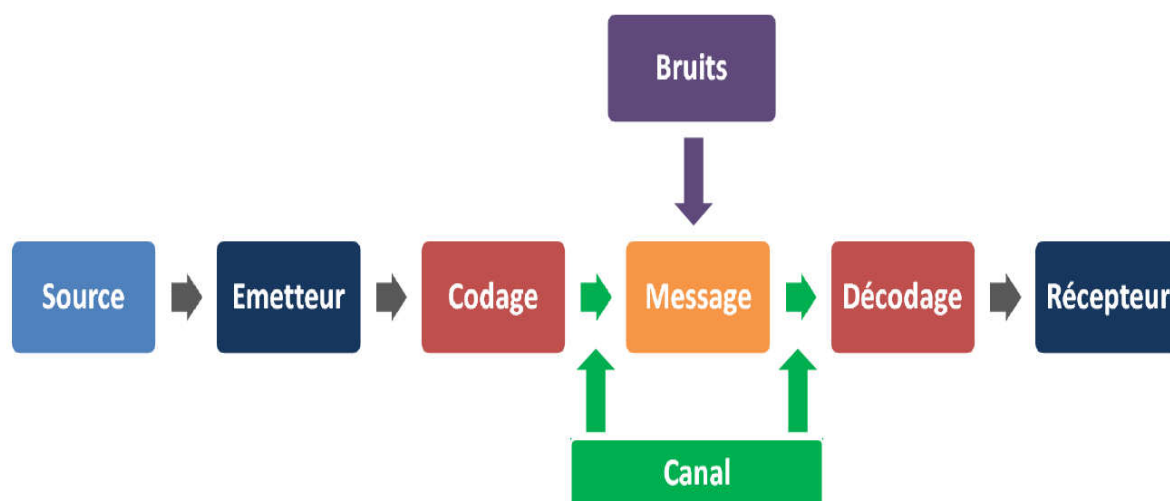 Bruits
Source
Emetteur
Codage
Message
Décodage
Récepteur
Canal